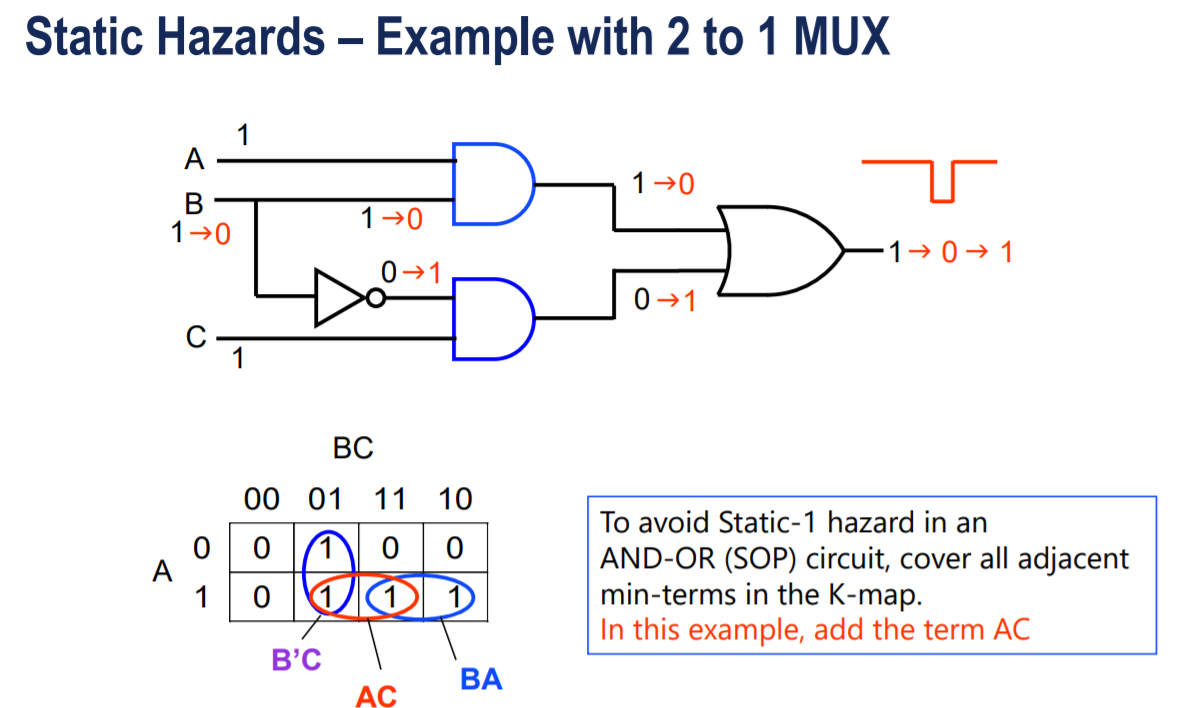 Static Hazards – Example with 2 to 1 MUX
1
A
B
1→0
1→0
0→1
C
1
1→0
0→1
1→ 0→ 1
BC
00 01 11 10
A
0 0 1 0 0
1 0 1 1 1
B’C
AC
BA
To avoid Static-1 hazard in an
AND-OR (SOP) circuit, cover all adjacent
min-terms in the K-map.
In this example, add the term AC